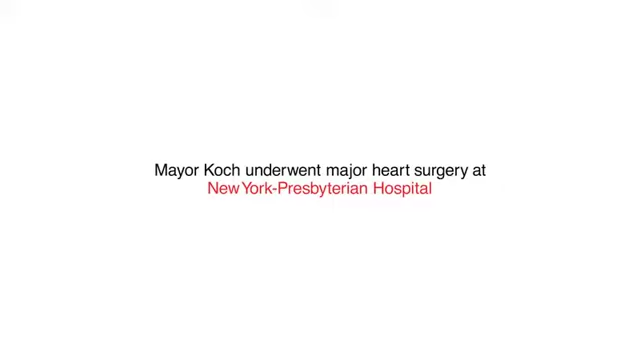 Mayor Koch underwent major heart surgery at
New York-Presbyterian Hospital